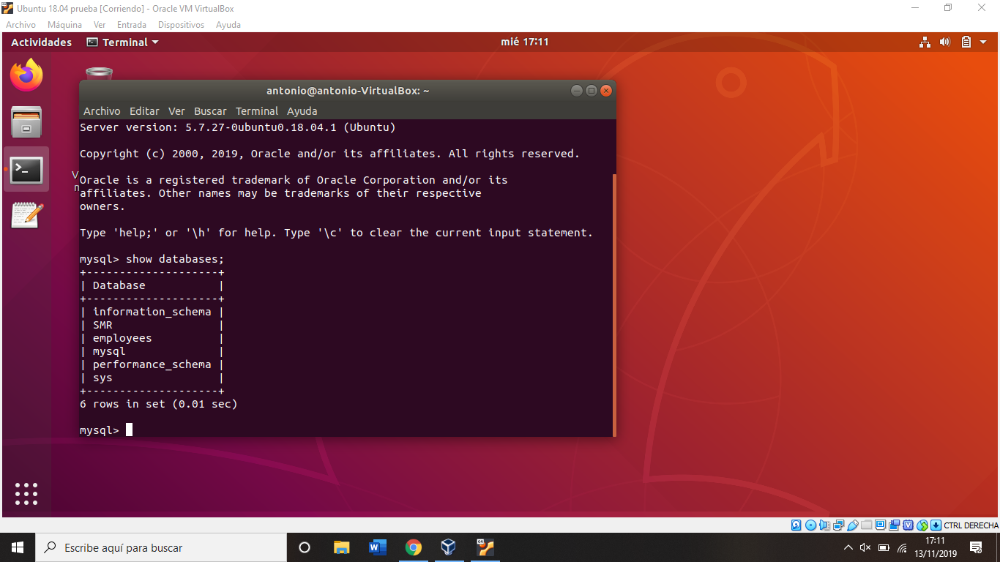 Ubuntu 18.04 prueba [Corriendo] - Oracle VM VirtualBox
Archivo Máquina Ver Entrada Dispositivos Ayuda
Actividades Terminal mié 17:11
antonio@antonio-VirtualBox: ~
Archivo Editar Ver Buscar Terminal Ayuda
Server version: 5.7.27-0ubuntu0.18.04.1 (Ubuntu)
Copyright (c) 2000, 2019, Oracle and/or its affiliates. All rights reserved.
Oracle is a registered trademark of Oracle Corporation and/or its
affiliates. Other names may be trademarks of their respective
owners.
Type 'help;' or '\h' for help. Type '\c' to clear the current input statement.
mysql> show databases;
+--------------------+
| Database           |
+--------------------+
| information_schema |
| SMR                |
| employees          |
| mysql              |
| performance_schema |
| sys                |
+--------------------+
6 rows in set (0.01 sec)
mysql>
CTRL DERECHA
Escribe aquí para buscar
17:11
13/11/2019